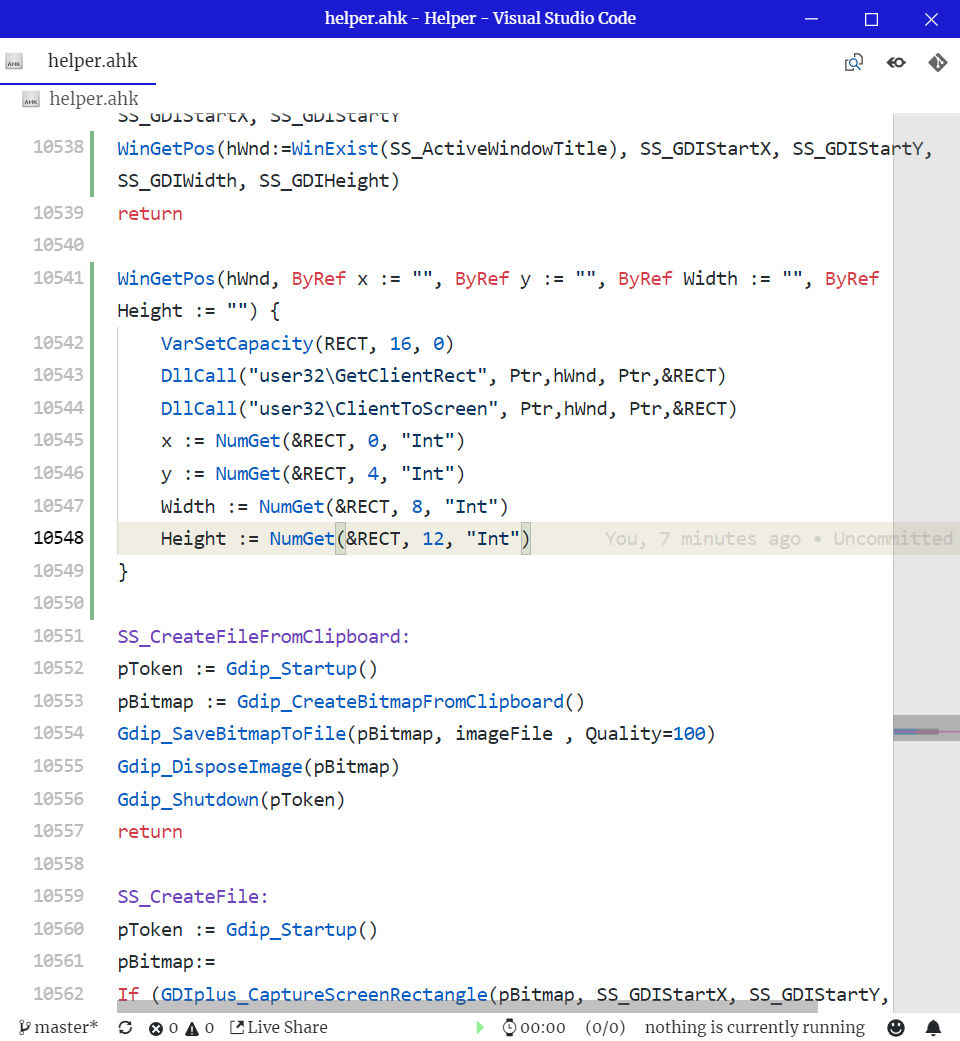 helper.ahk - Helper - Visual Studio Code
helper.ahk
helper.ahk
SS_GDIStartX, SS_GDIStartY
10538 WinGetPos(hWnd:=WinExist(SS_ActiveWindowTitle), SS_GDIStartX, SS_GDIStartY,
SS_GDIWidth, SS_GDIHeight)
10539 return
10540
10541 WinGetPos(hWnd, ByRef x := "", ByRef y := "", ByRef Width := "", ByRef
Height := "") {
10542 VarSetCapacity(RECT, 16, 0)
10543 DllCall("user32\GetClientRect", Ptr,hWnd, Ptr,&RECT)
10544 DllCall("user32\ClientToScreen", Ptr,hWnd, Ptr,&RECT)
10545 x := NumGet(&RECT, 0, "Int")
10546 y := NumGet(&RECT, 4, "Int")
10547 Width := NumGet(&RECT, 8, "Int")
10548 Height := NumGet(&RECT, 12, "Int") You, 7 minutes ago • Uncommitted
10549 }
10550
10551 SS_CreateFileFromClipboard:
10552 pToken := Gdip_Startup()
10553 pBitmap := Gdip_CreateBitmapFromClipboard()
10554 Gdip_SaveBitmapToFile(pBitmap, imageFile , Quality=100)
10555 Gdip_DisposeImage(pBitmap)
10556 Gdip_Shutdown(pToken)
10557 return
10558
10559 SS_CreateFile:
10560 pToken := Gdip_Startup()
10561 pBitmap:=
10562 If (GDIplus_CaptureScreenRectangle(pBitmap, SS_GDIStartX, SS_GDIStartY,
master* 0 0 Live Share 00:00 (0/0) nothing is currently running